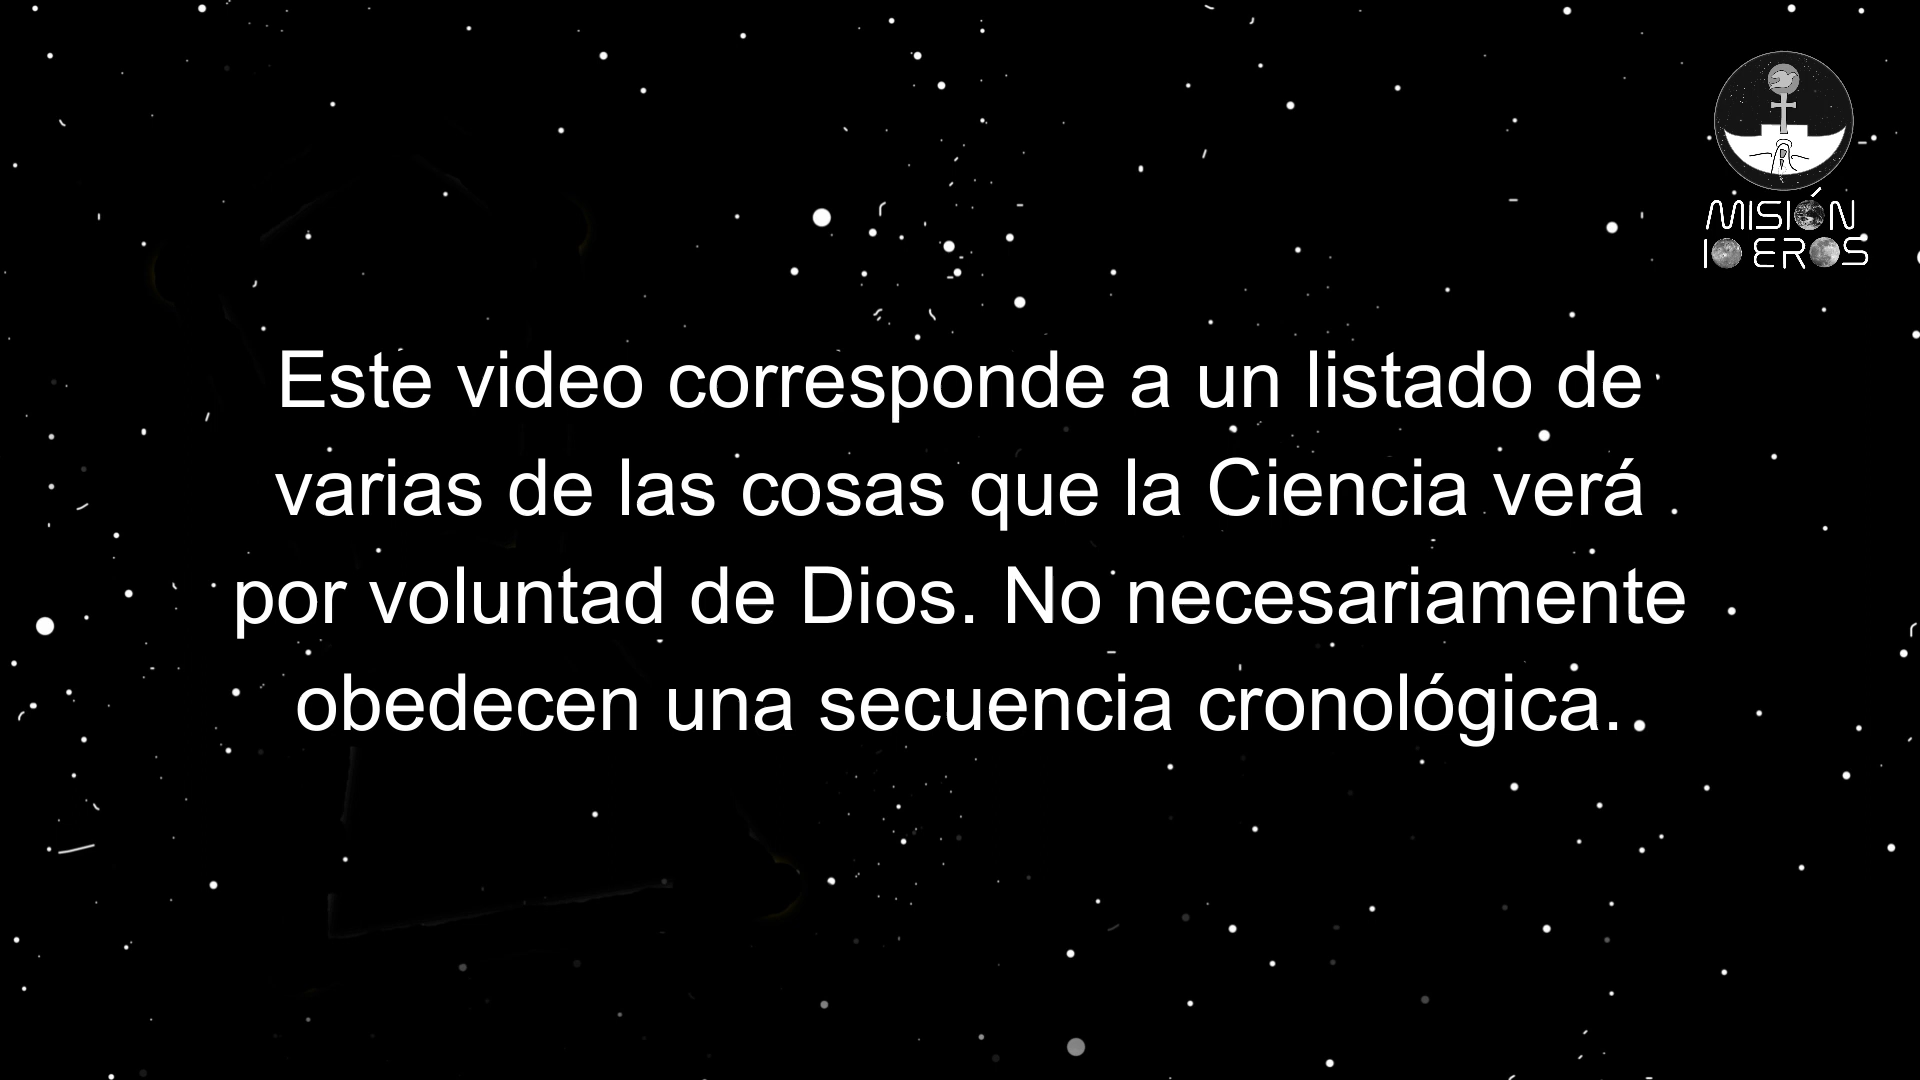 MISIÓN
IO EROS
Este video corresponde a un listado de
varias de las cosas que la Ciencia verá
por voluntad de Dios. No necesariamente
obedecen una secuencia cronológica.